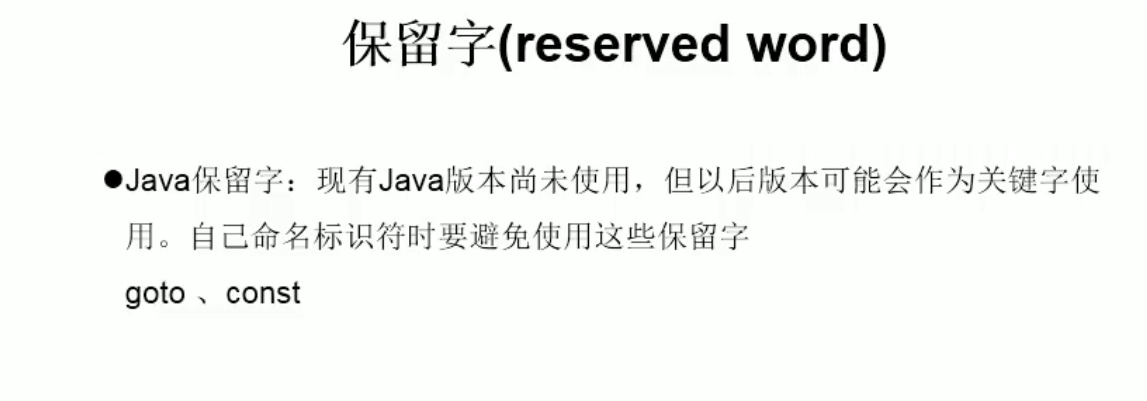 保留字(reserved word)
●Java保留字：现有Java版本尚未使用，但以后版本可能会作为关键字使
用。自己命名标识符时要避免使用这些保留字
goto 、const